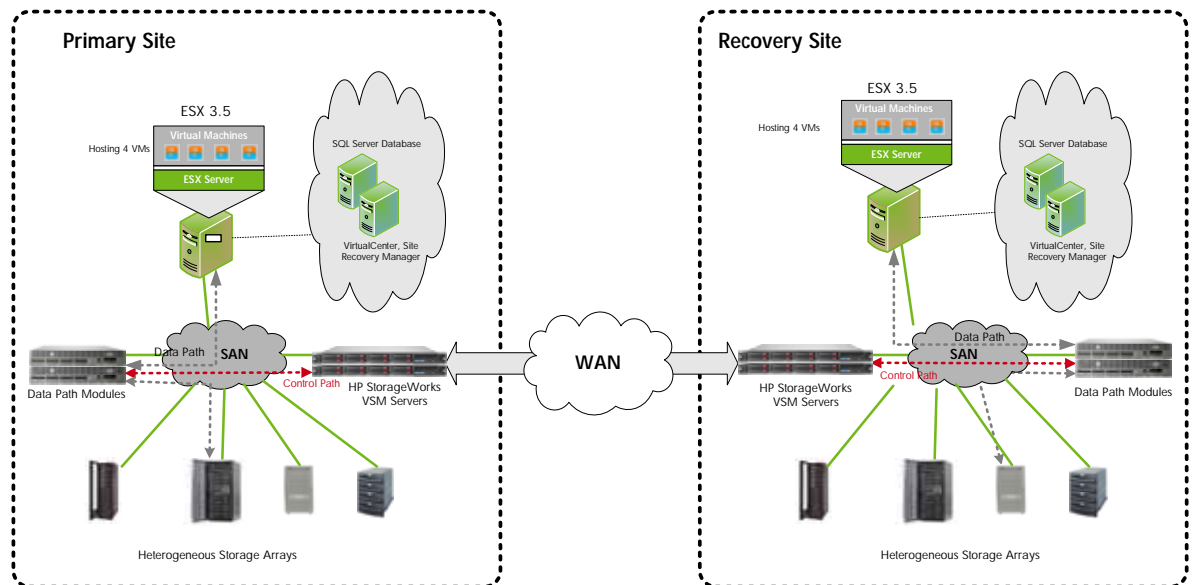 Primary Site
ESX 3.5
Virtual Machines
Hosting 4 VMs
ESX Server
SQL Server Database
VirtualCenter, Site
Recovery Manager
Data Path
SAN
Control Path
Data Path Modules
HP StorageWorks
VSM Servers
Heterogeneous Storage Arrays
WAN
Recovery Site
ESX 3.5
Virtual Machines
Hosting 4 VMs
ESX Server
SQL Server Database
VirtualCenter, Site
Recovery Manager
Data Path
SAN
Control Path
HP StorageWorks
VSM Servers
Data Path Modules
Heterogeneous Storage Arrays